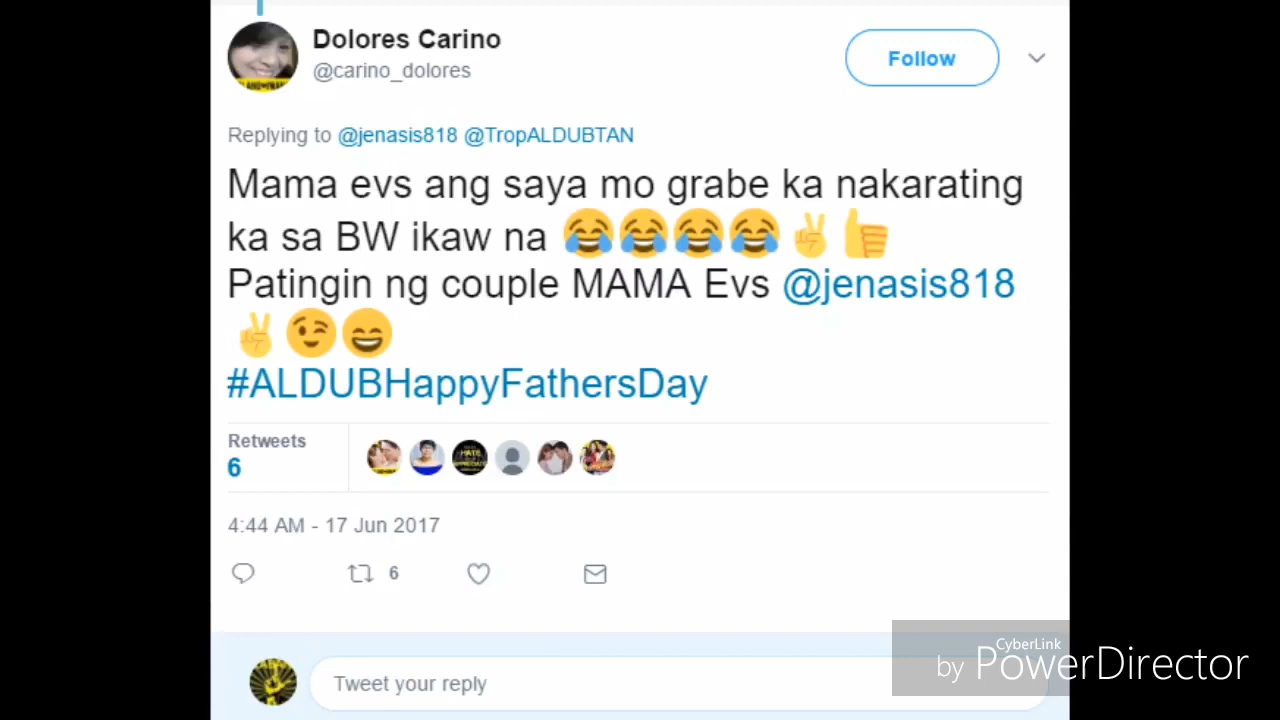 Dolores Carino
@carino_dolores
Follow
Replying to @jenasis818 @TropALDUBTAN
Mama evs ang saya mo grabe ka nakarating
ka sa BW ikaw na 😂😂😂😂✌👍
Patingin ng couple MAMA Evs @jenasis818
✌😉😄
#ALDUBHappyFathersDay
Retweets
6
4:44 AM - 17 Jun 2017
6
Tweet your reply
CyberLink
by PowerDirector